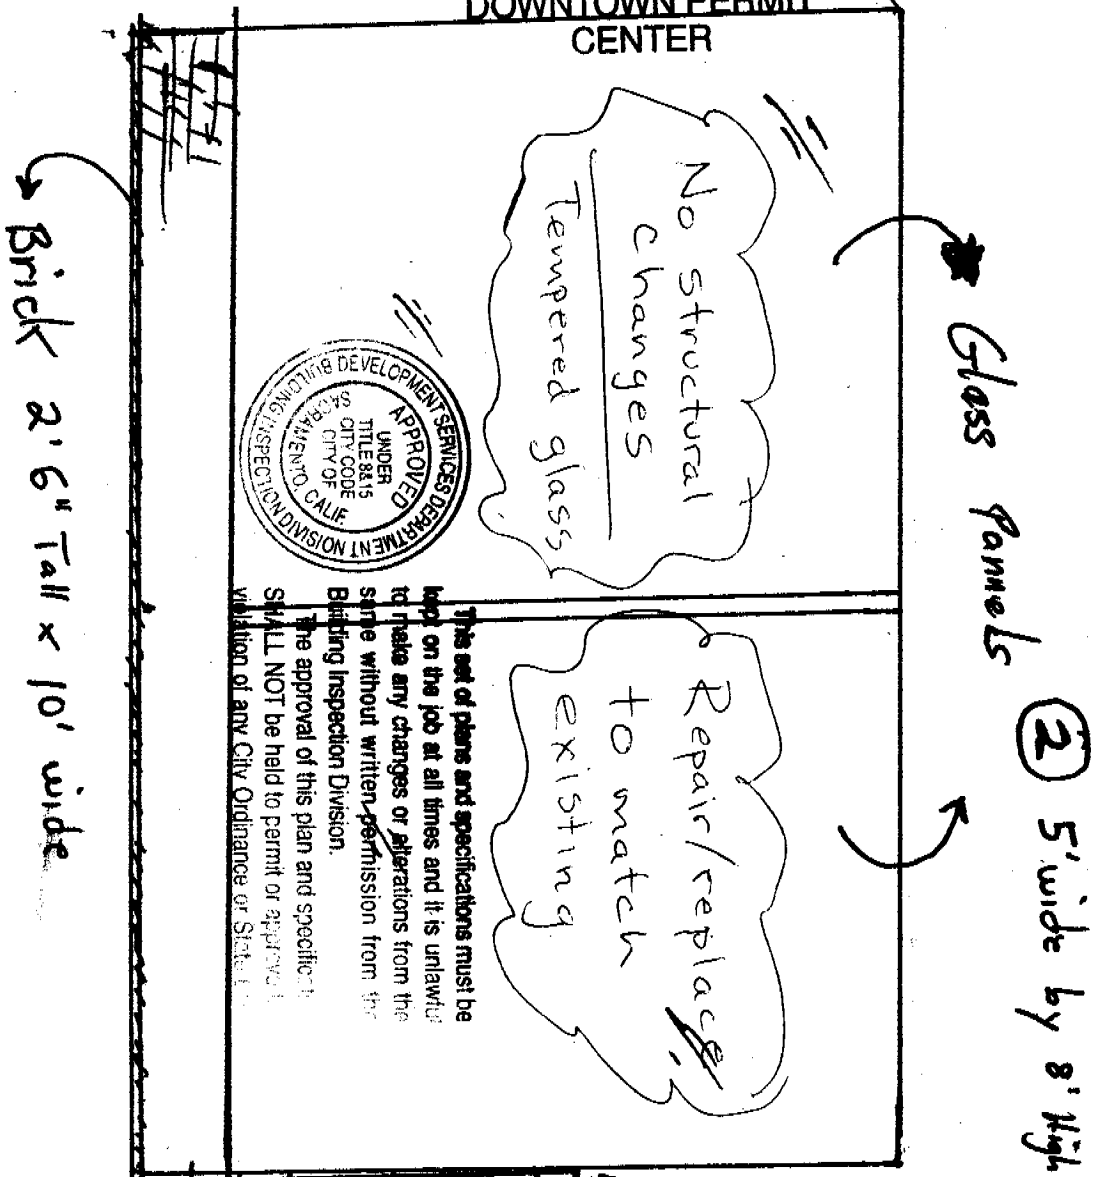 DOWNTOWN PERMIT
CENTER
Glass Pannels (2) 5' wide by 8' High
No structural
changes
Tempered glass
Repair/replace
to match
existing
BUILDING DEVELOPMENT SERVICES DEPARTMENT
INSPECTION DIVISION
APPROVED
UNDER
TITLE 8&15
CITY CODE
CITY OF
SACRAMENTO, CALIF.
This set of plans and specifications must be
kept on the job at all times and it is unlawful
to make any changes or alterations from the
same without written permission from the
Building Inspection Division.
The approval of this plan and specific
SHALL NOT be held to permit or approve
violation of any City Ordinance or State
Brick 2' 6" Tall x 10' wide